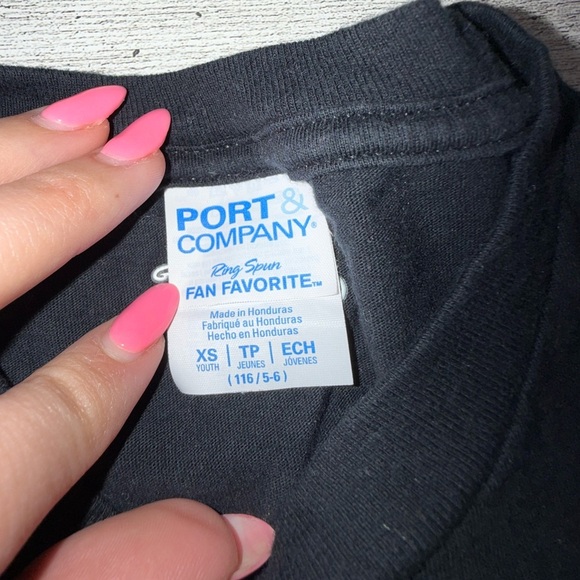 PORT &
COMPANY®
Ring Spun
FAN FAVORITE™
Made in Honduras
Fabriqué au Honduras
Hecho en Honduras
XS | TP | ECH
YOUTH JEUNES JÓVENES
(116/5-6)